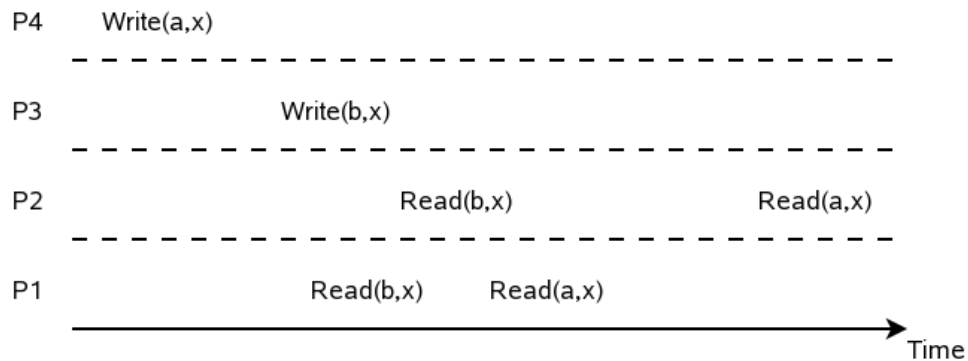 P4 Write(a,x)
P3 Write(b,x)
P2 Read(b,x) Read(a,x)
P1 Read(b,x) Read(a,x)
Time